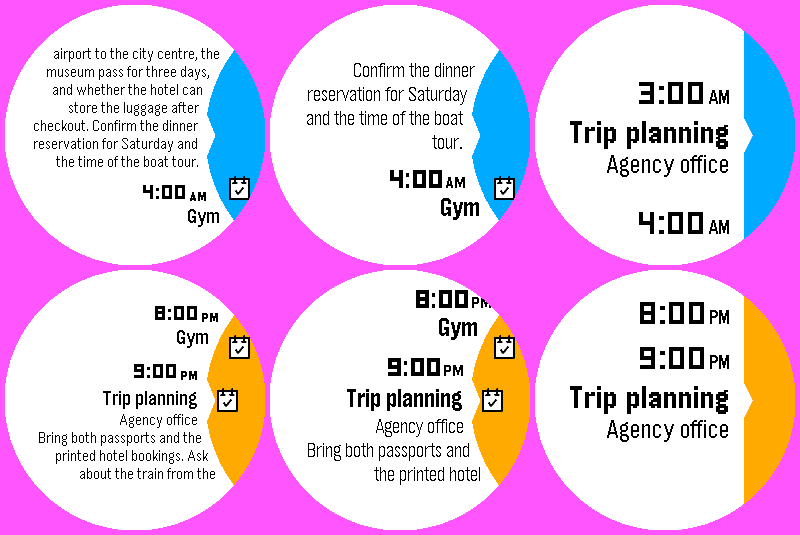 airport to the city centre, the
museum pass for three days,
and whether the hotel can
store the luggage after
checkout. Confirm the dinner
reservation for Saturday and
the time of the boat tour.
4:00 AM
Gym
Confirm the dinner
reservation for Saturday
and the time of the boat
tour.
4:00 AM
Gym
3:00 AM
Trip planning
Agency office
4:00 AM
8:00 PM
Gym
9:00 PM
Trip planning
Agency office
Bring both passports and the
printed hotel bookings. Ask
about the train from the
8:00 PM
Gym
9:00 PM
Trip planning
Agency office
Bring both passports and
the printed hotel
8:00 PM
9:00 PM
Trip planning
Agency office